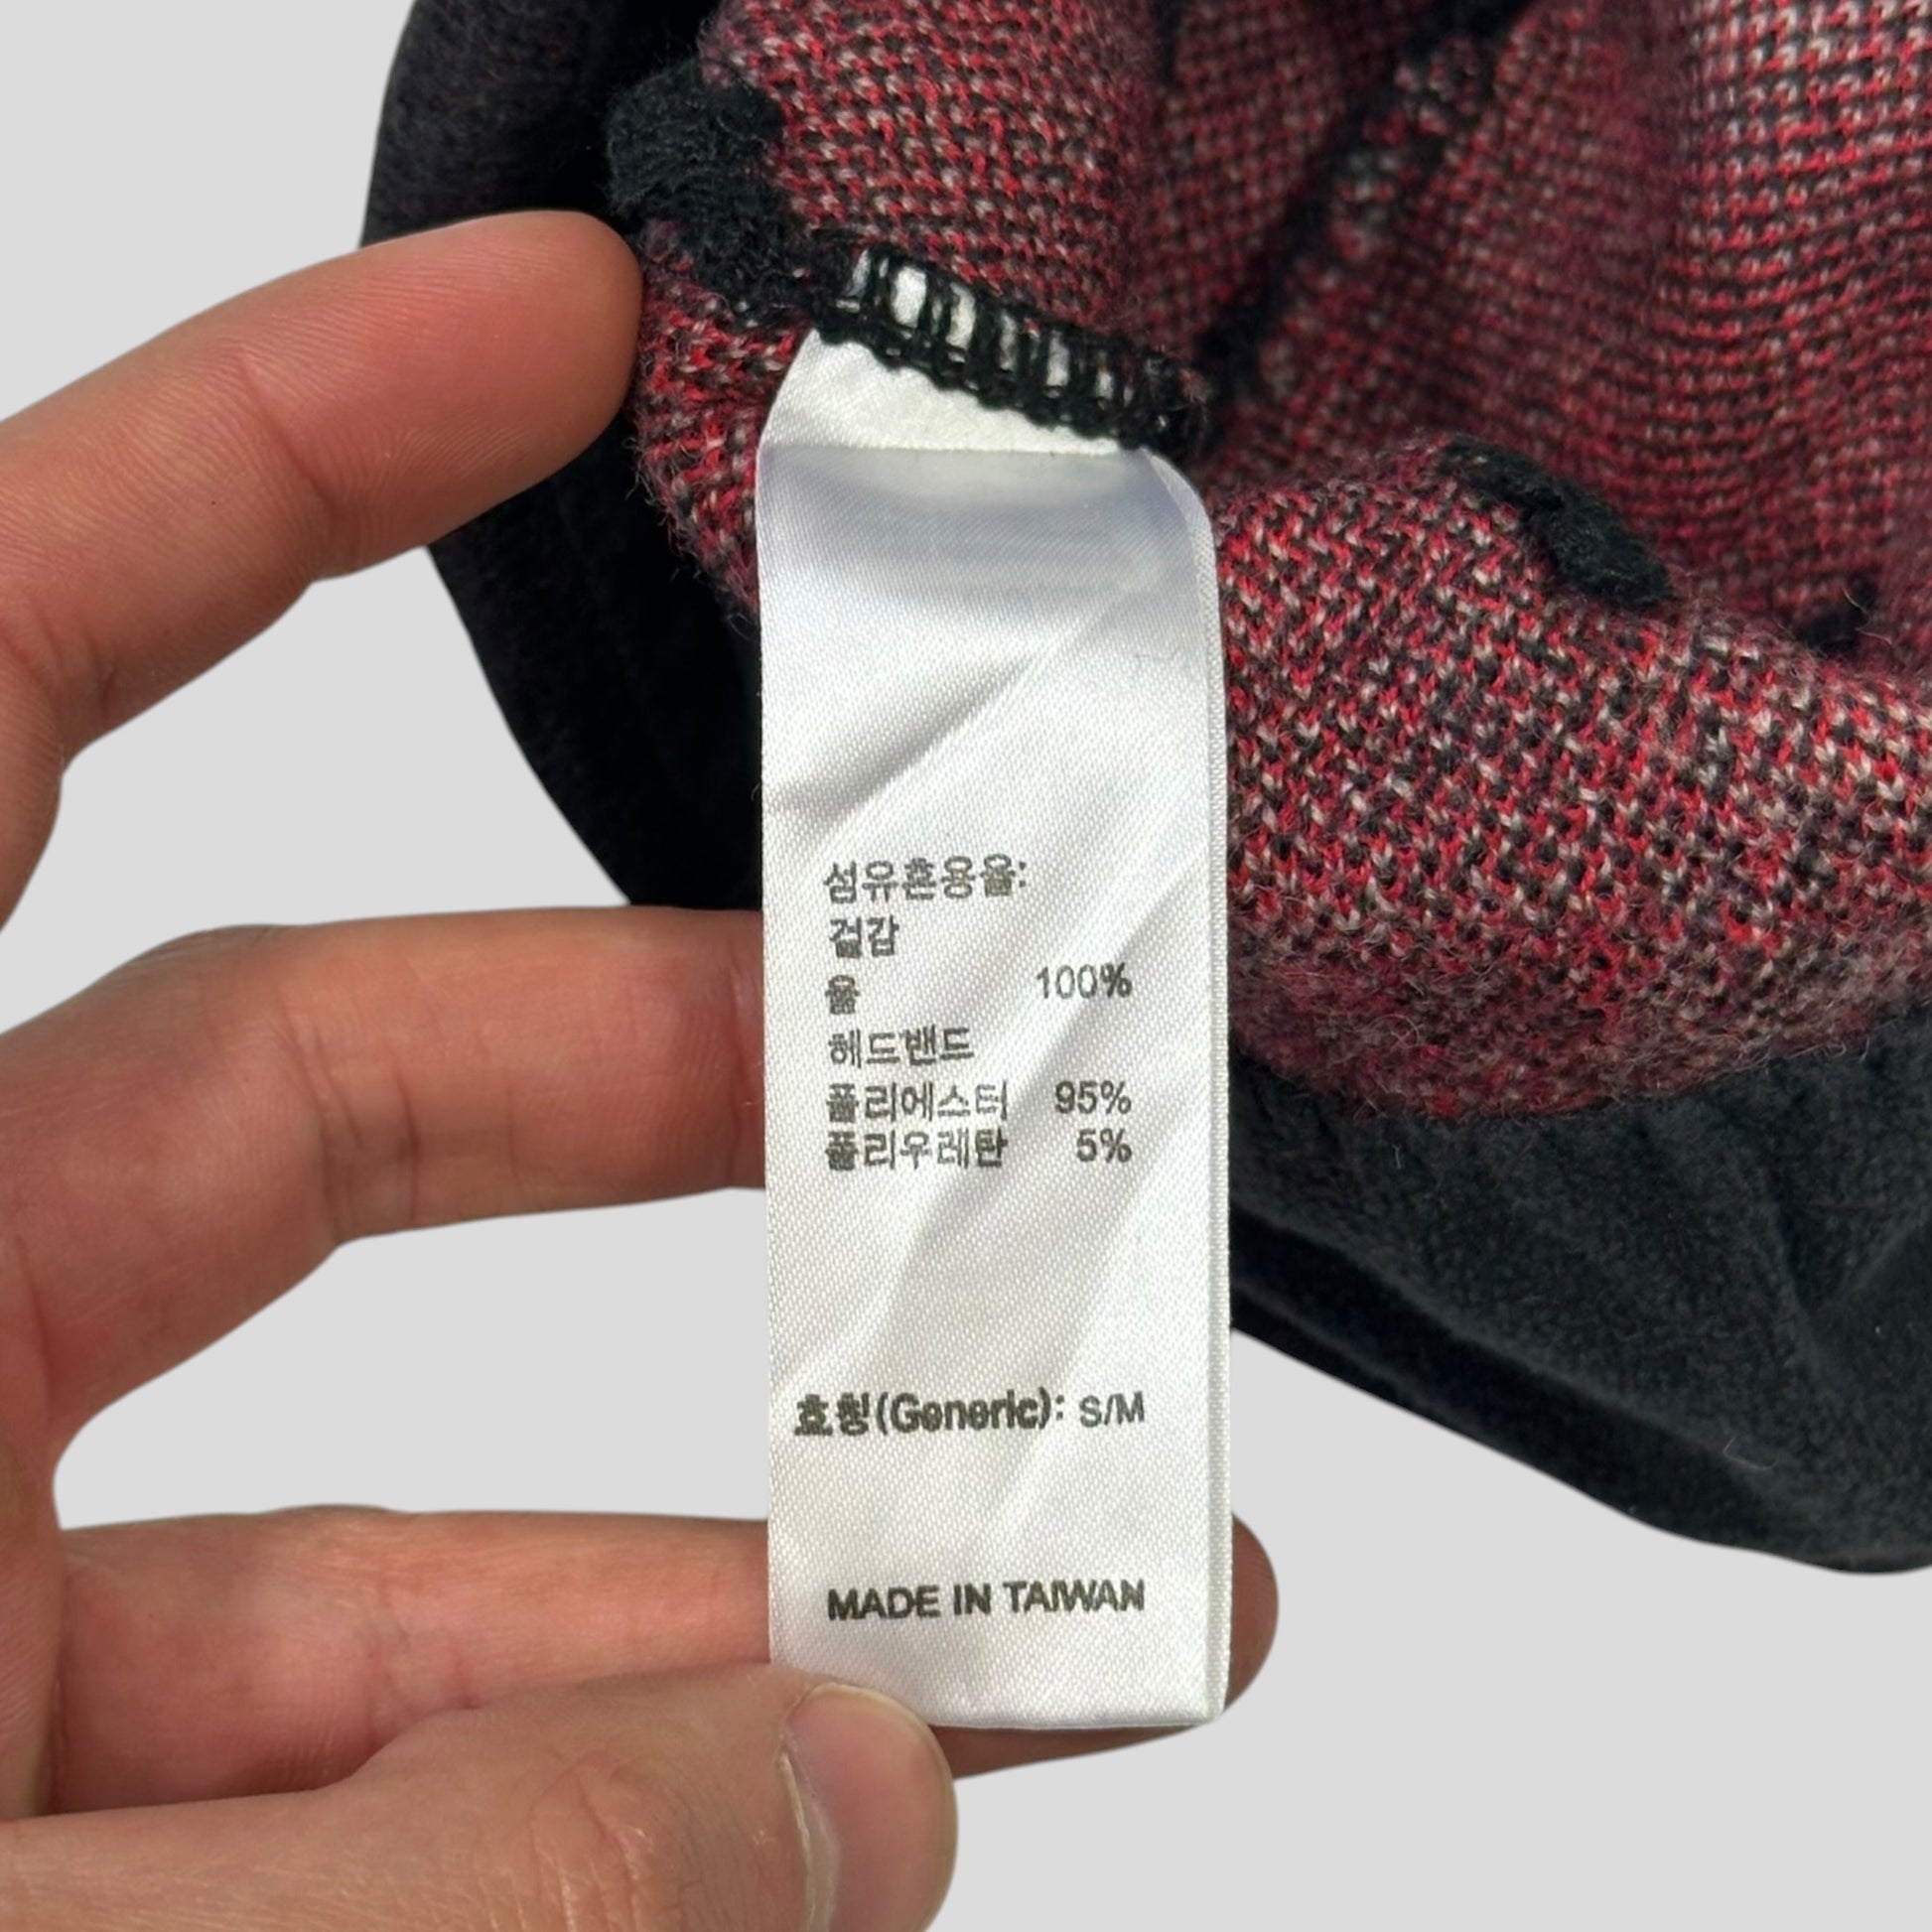 섬유혼용율:
겉감
울 100%
헤드밴드
폴리에스터 95%
폴리우레탄 5%
호칭(Generic): S/M
MADE IN TAIWAN